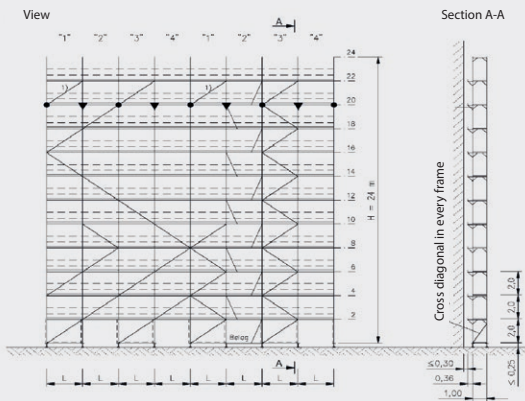 View
Section A-A
A
"1" "2" "3" "4" "1" "2" "3" "4"
24
22
1) 1)
20
18
16
14
12
10
8
6
4
2
H = 24 m
Cross diagonal in every frame
2,0
2,0
2,0
A
≤0,30
0,36
1,00
≤ 0,25
L L L L L L L L